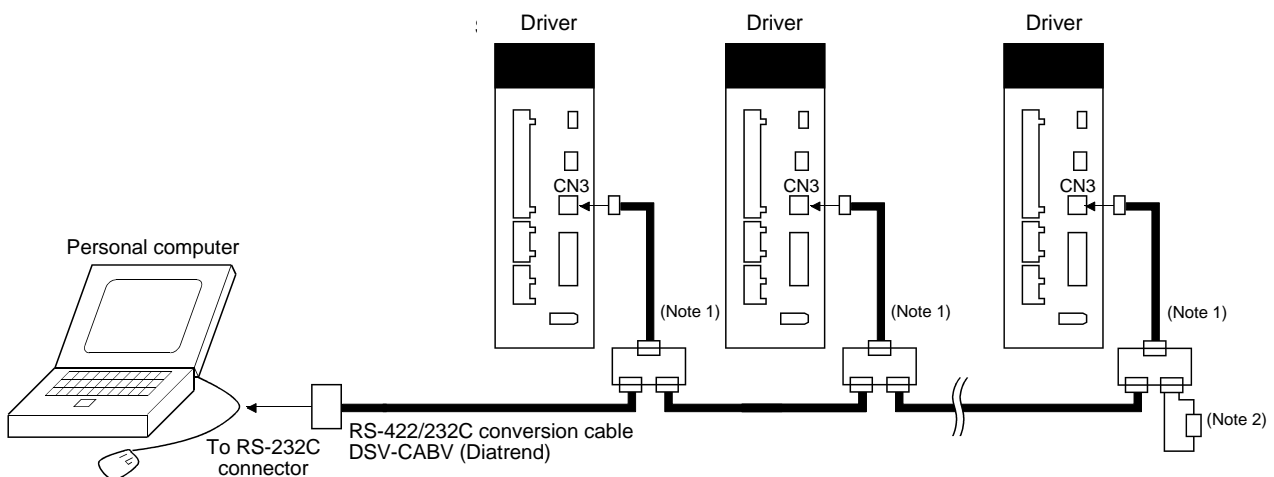 Driver
Driver
Driver
CN3
CN3
CN3
Personal computer
(Note 1)
(Note 1)
(Note 1)
(Note 2)
To RS-232C
connector
RS-422/232C conversion cable
DSV-CABV (Diatrend)